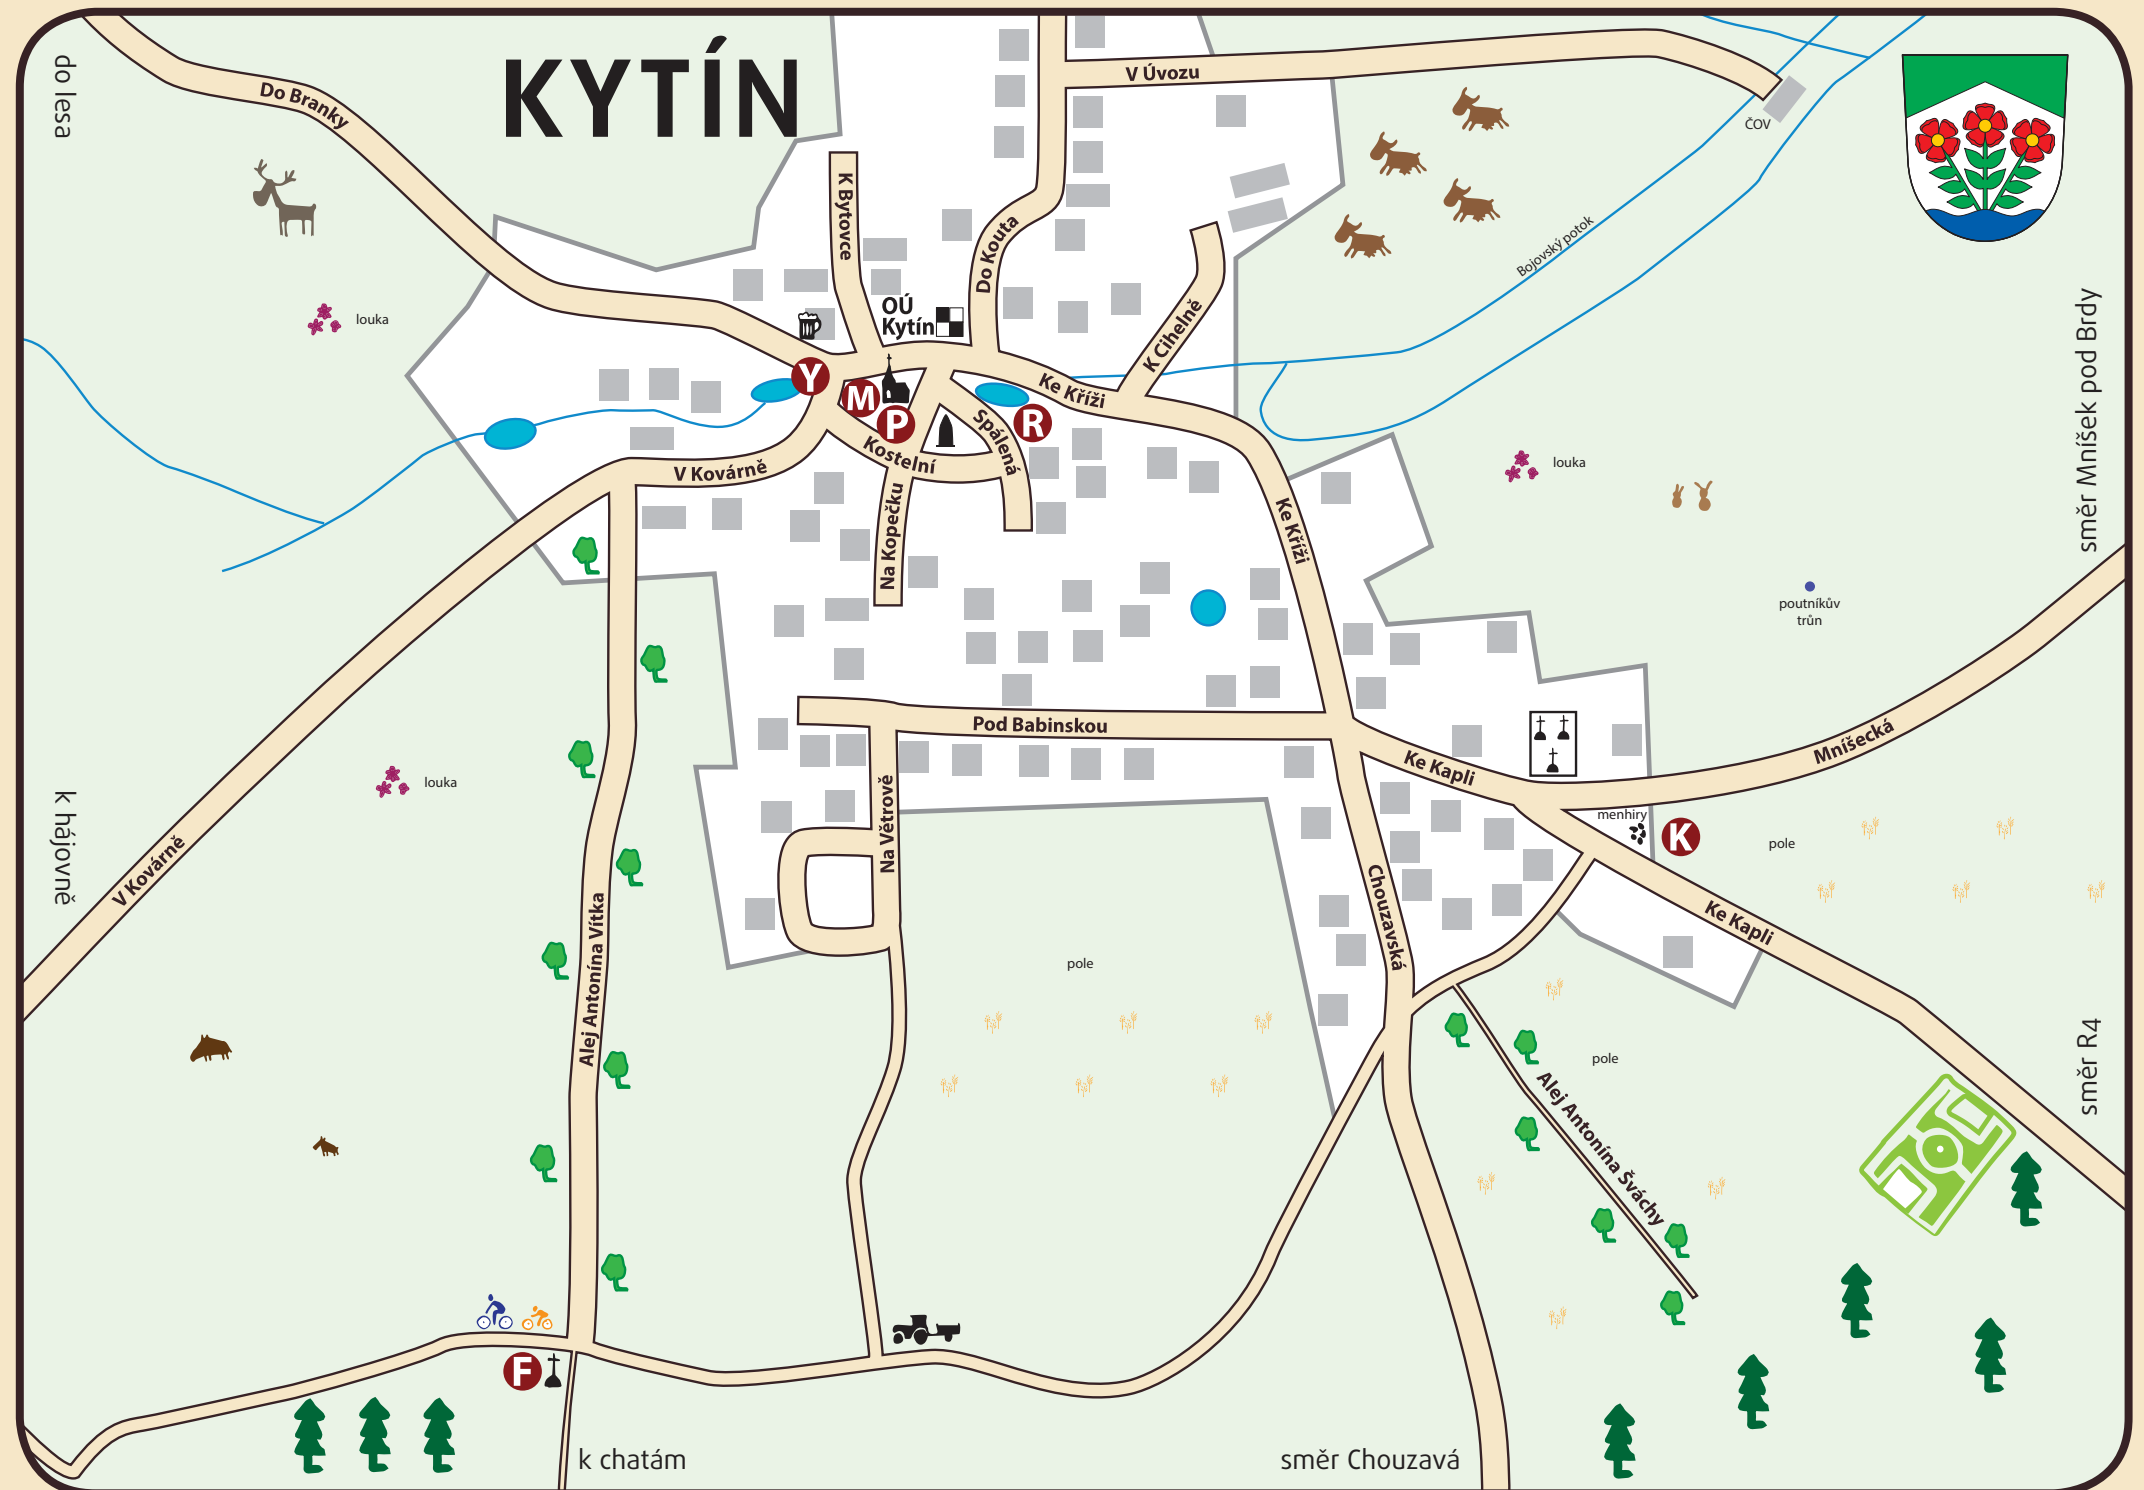 KYTÍN
do lesa
Do Branky
V Úvozu
ČOV
K Bytovce
Do Kouta
Bojovský potok
OÚ
Kytín
louka
K Cihelně
směr Mníšek pod Brdy
Y
M
P
R
Ke Kříži
Spálená
Kostelní
V Kovárně
louka
Na Kopečku
Ke Kříži
poutníkův
trůn
Pod Babinskou
Mníšecká
Ke Kapli
louka
k hájovně
Na Větrově
menhiry
K
pole
V Kovárně
Chouzavská
Ke Kapli
Alej Antonína Vítka
pole
pole
směr R4
Alej Antonína Šváchy
F
k chatám
směr Chouzavá